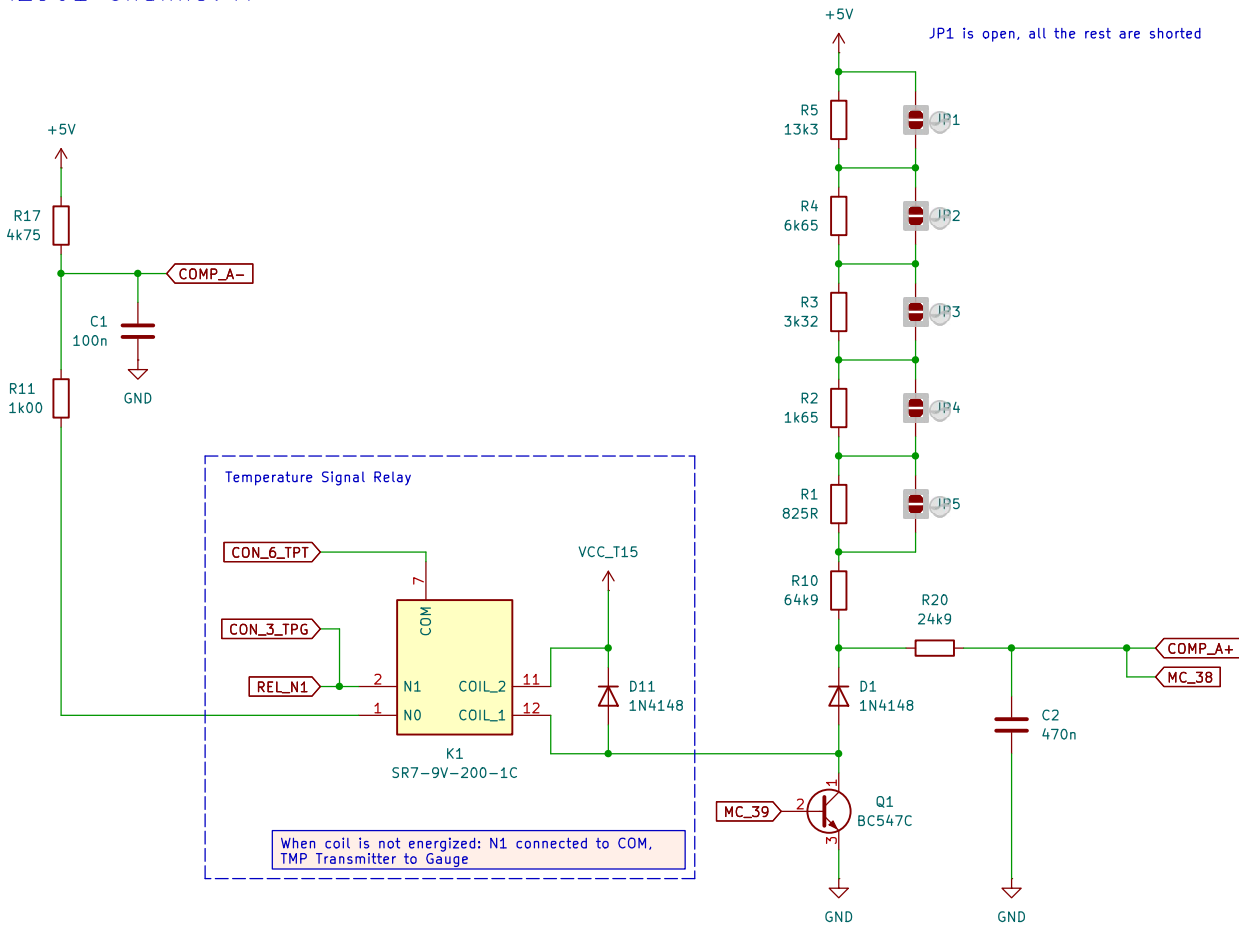 +5V
JP1 is open, all the rest are shorted
R5
13k3
JP1
+5V
R4
6k65
JP2
R17
4k75
COMP_A-
R3
3k32
JP3
C1
100n
GND
R11
1k00
R2
1k65
JP4
Temperature Signal Relay
R1
825R
JP5
CON_6_TPT
7
VCC_T15
R10
64k9
R20
24k9
COM
CON_3_TPG
COMP_A+
MC_38
REL_N1
2
N1
COIL_2
11
D11
1N4148
D1
1N4148
1
N0
COIL_1
12
C2
470n
K1
SR7-9V-200-1C
1
MC_39
2
Q1
BC547C
3
When coil is not energized: N1 connected to COM,
TMP Transmitter to Gauge
GND
GND